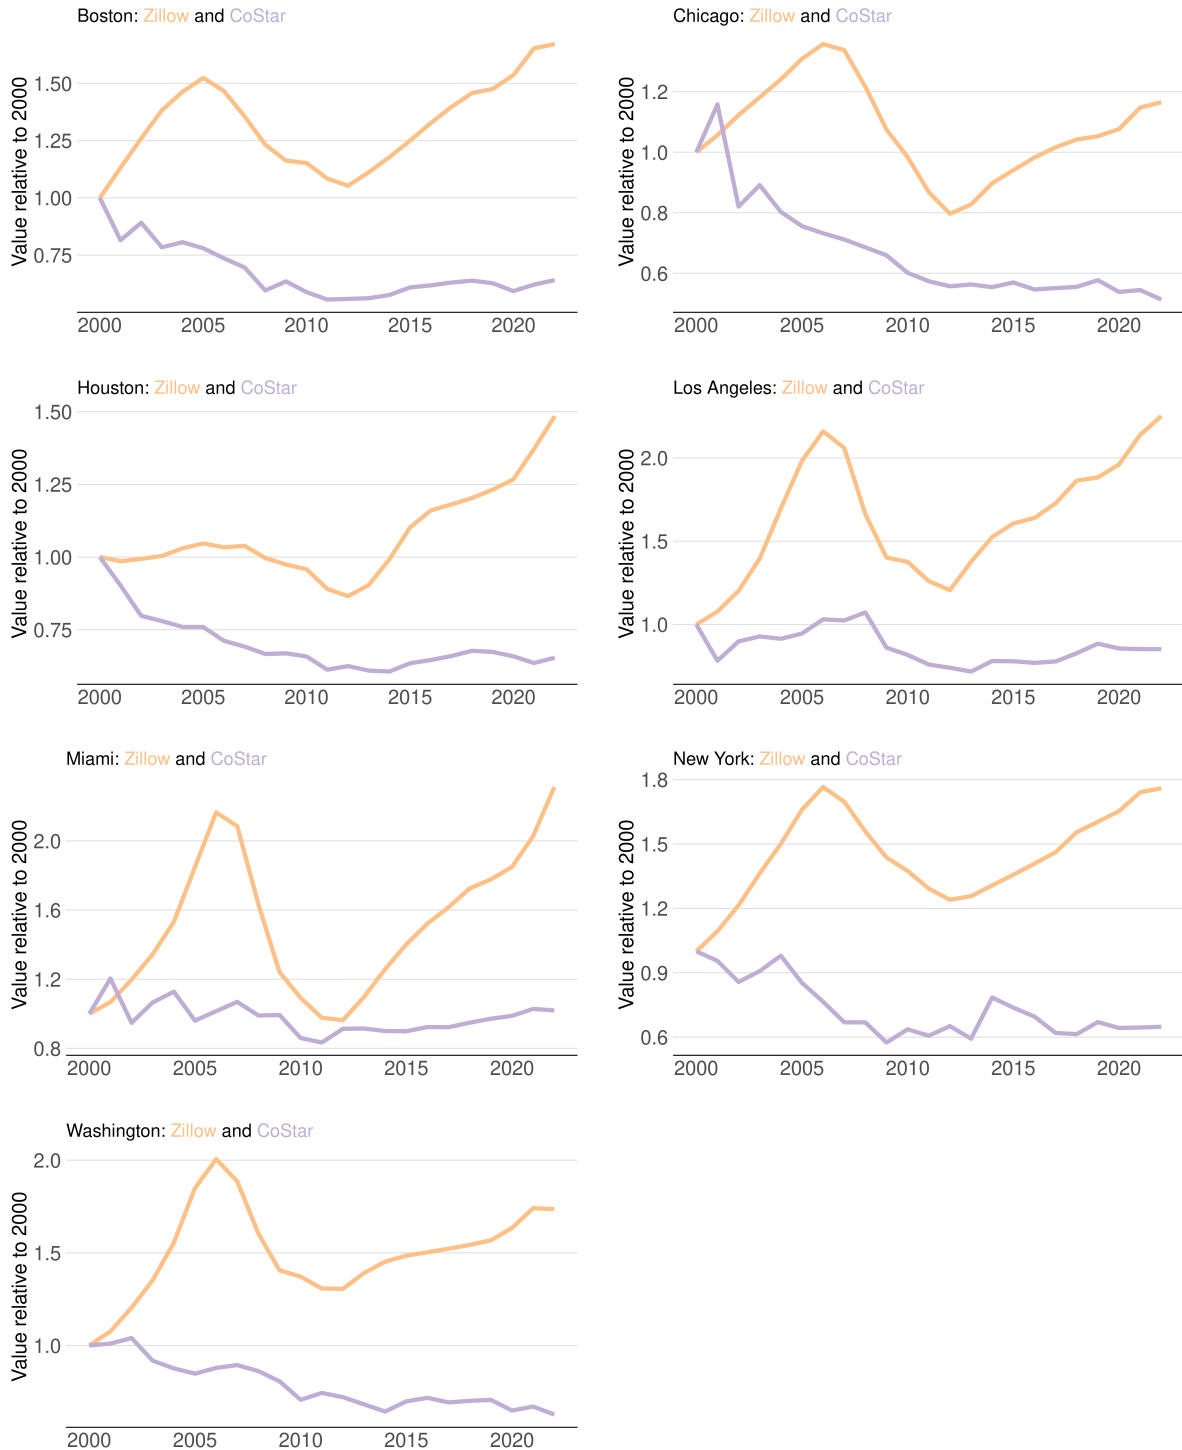 Boston: Zillow and CoStar
Value relative to 2000
1.50
1.25
1.00
0.75
2000 2005 2010 2015 2020
Chicago: Zillow and CoStar
Value relative to 2000
1.2
1.0
0.8
0.6
2000 2005 2010 2015 2020
Houston: Zillow and CoStar
Value relative to 2000
1.50
1.25
1.00
0.75
2000 2005 2010 2015 2020
Los Angeles: Zillow and CoStar
Value relative to 2000
2.0
1.5
1.0
2000 2005 2010 2015 2020
Miami: Zillow and CoStar
Value relative to 2000
2.0
1.6
1.2
0.8
2000 2005 2010 2015 2020
New York: Zillow and CoStar
Value relative to 2000
1.8
1.5
1.2
0.9
0.6
2000 2005 2010 2015 2020
Washington: Zillow and CoStar
Value relative to 2000
2.0
1.5
1.0
2000 2005 2010 2015 2020